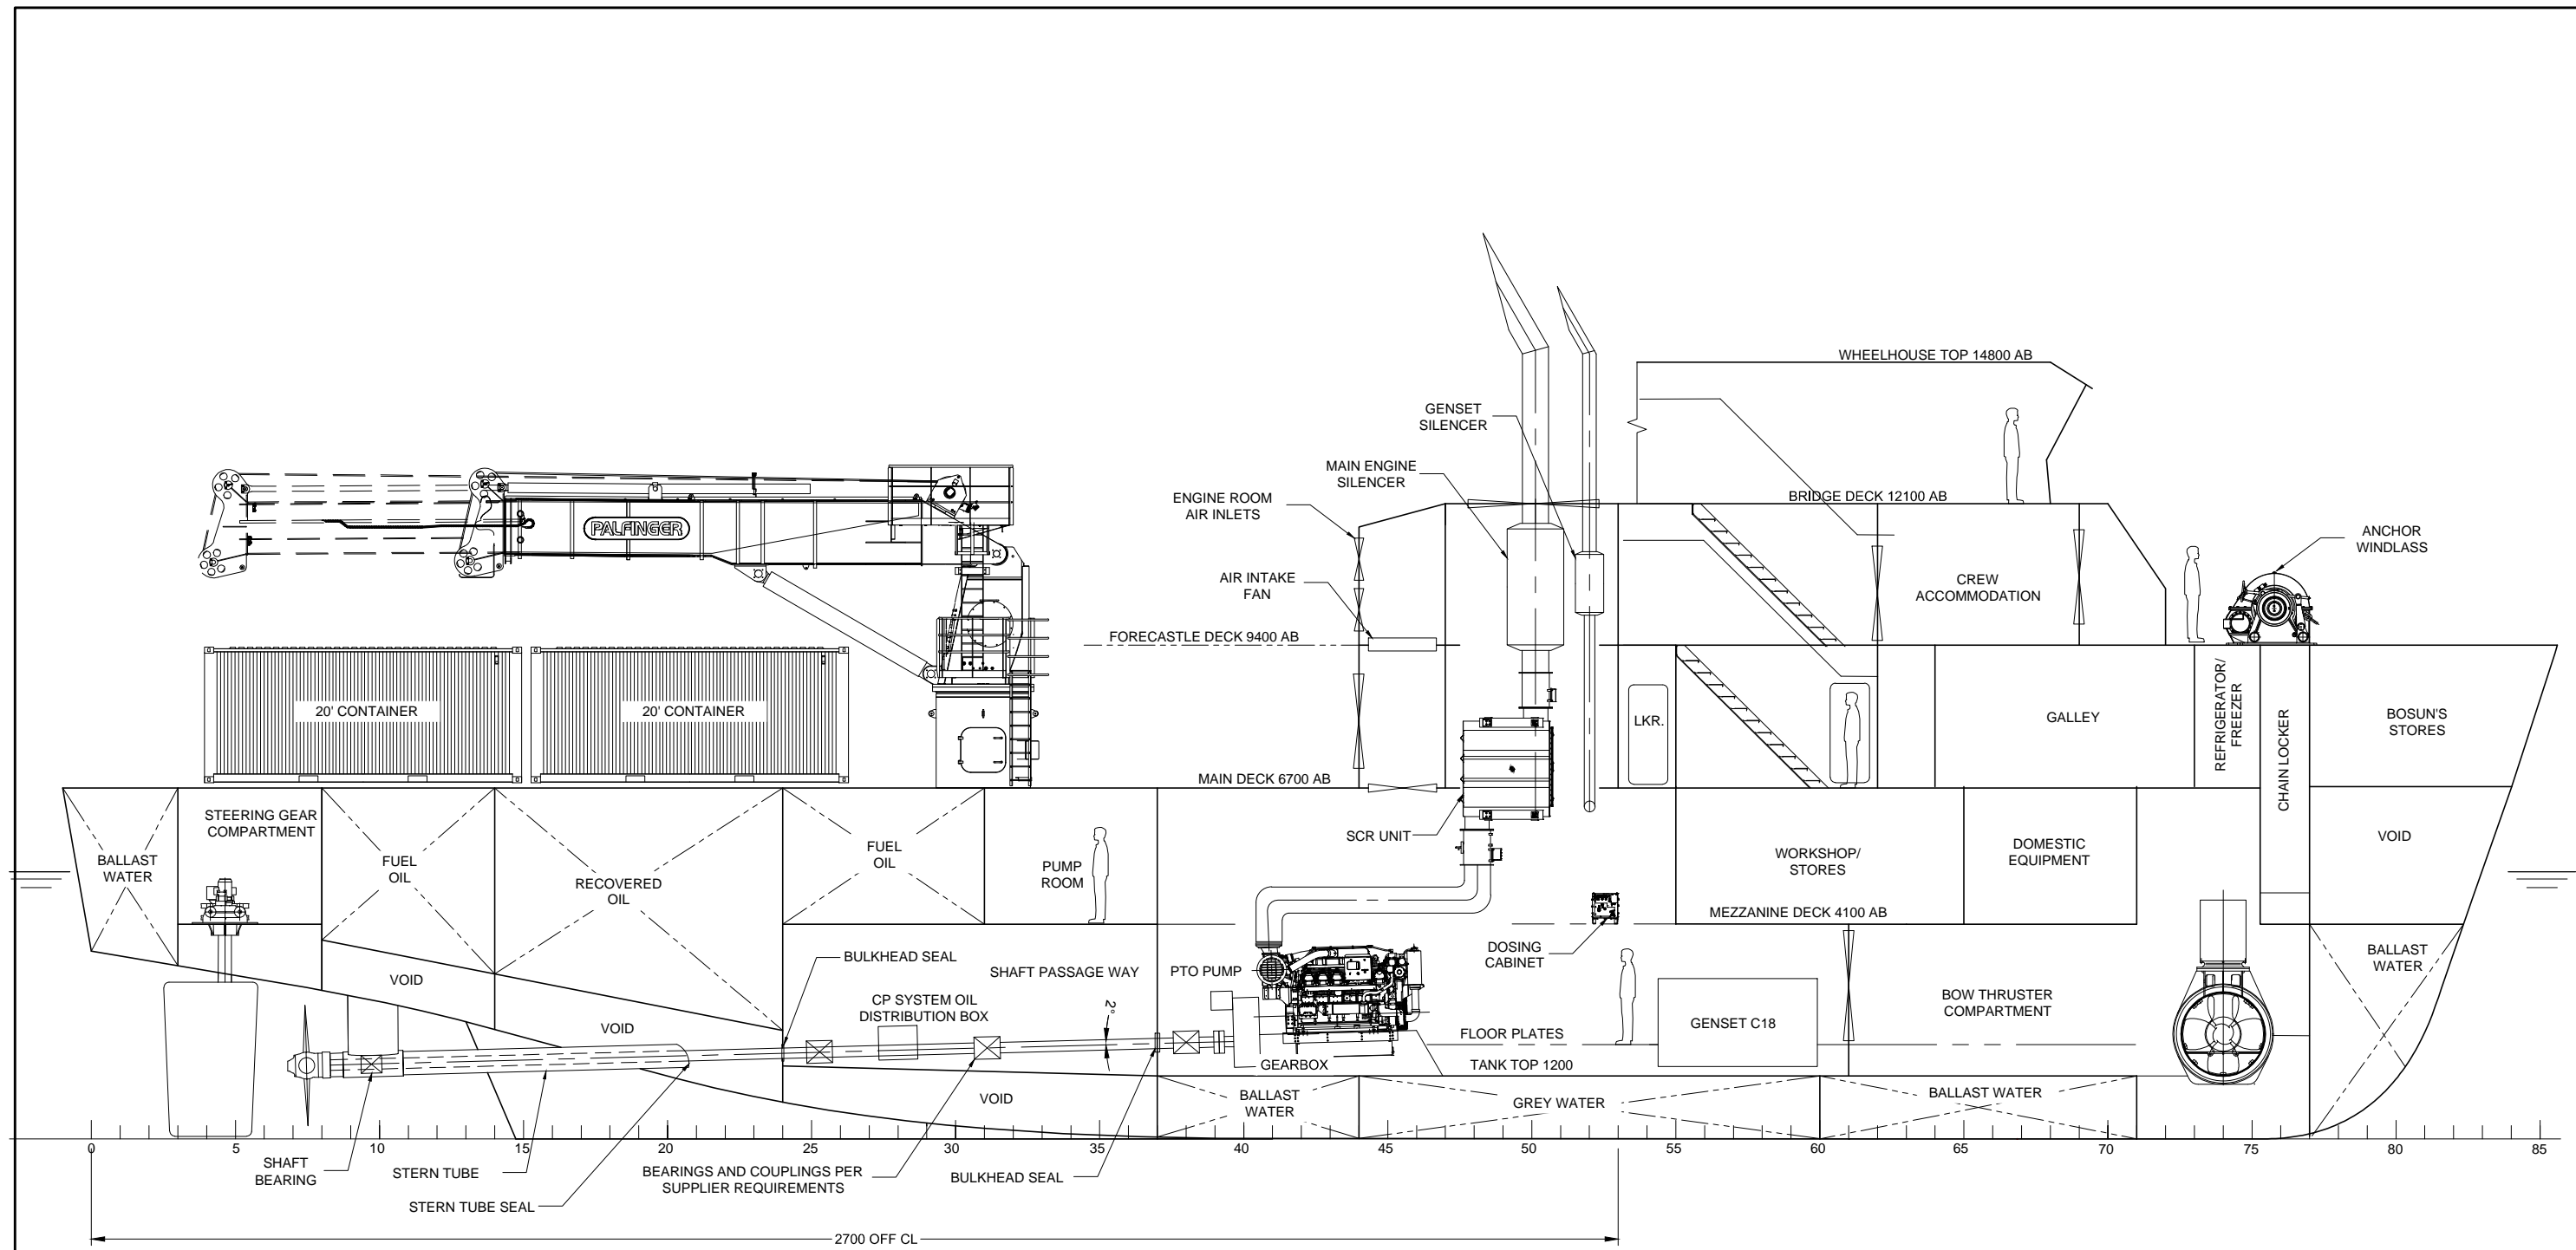 WHEELHOUSE TOP 14800 AB
GENSET
SILENCER
MAIN ENGINE
SILENCER
ENGINE ROOM
AIR INLETS
BRIDGE DECK 12100 AB
PALFINGER
ANCHOR
WINDLASS
AIR INTAKE
FAN
CREW
ACCOMMODATION
FORECASTLE DECK 9400 AB
20' CONTAINER
20' CONTAINER
LKR.
GALLEY
REFRIGERATOR/
FREEZER
CHAIN LOCKER
BOSUN'S
STORES
MAIN DECK 6700 AB
STEERING GEAR
COMPARTMENT
SCR UNIT
BALLAST
WATER
FUEL
OIL
RECOVERED
OIL
FUEL
OIL
PUMP
ROOM
WORKSHOP/
STORES
DOMESTIC
EQUIPMENT
VOID
MEZZANINE DECK 4100 AB
DOSING
CABINET
BULKHEAD SEAL
SHAFT PASSAGE WAY
PTO PUMP
BALLAST
WATER
VOID
CP SYSTEM OIL
DISTRIBUTION BOX
2°
VOID
FLOOR PLATES
GENSET C18
BOW THRUSTER
COMPARTMENT
GEARBOX
TANK TOP 1200
VOID
BALLAST
WATER
GREY WATER
BALLAST WATER
0 5 10 15 20 25 30 35 40 45 50 55 60 65 70 75 80 85
SHAFT
BEARING
STERN TUBE
STERN TUBE SEAL
BEARINGS AND COUPLINGS PER
SUPPLIER REQUIREMENTS
BULKHEAD SEAL
2700 OFF CL